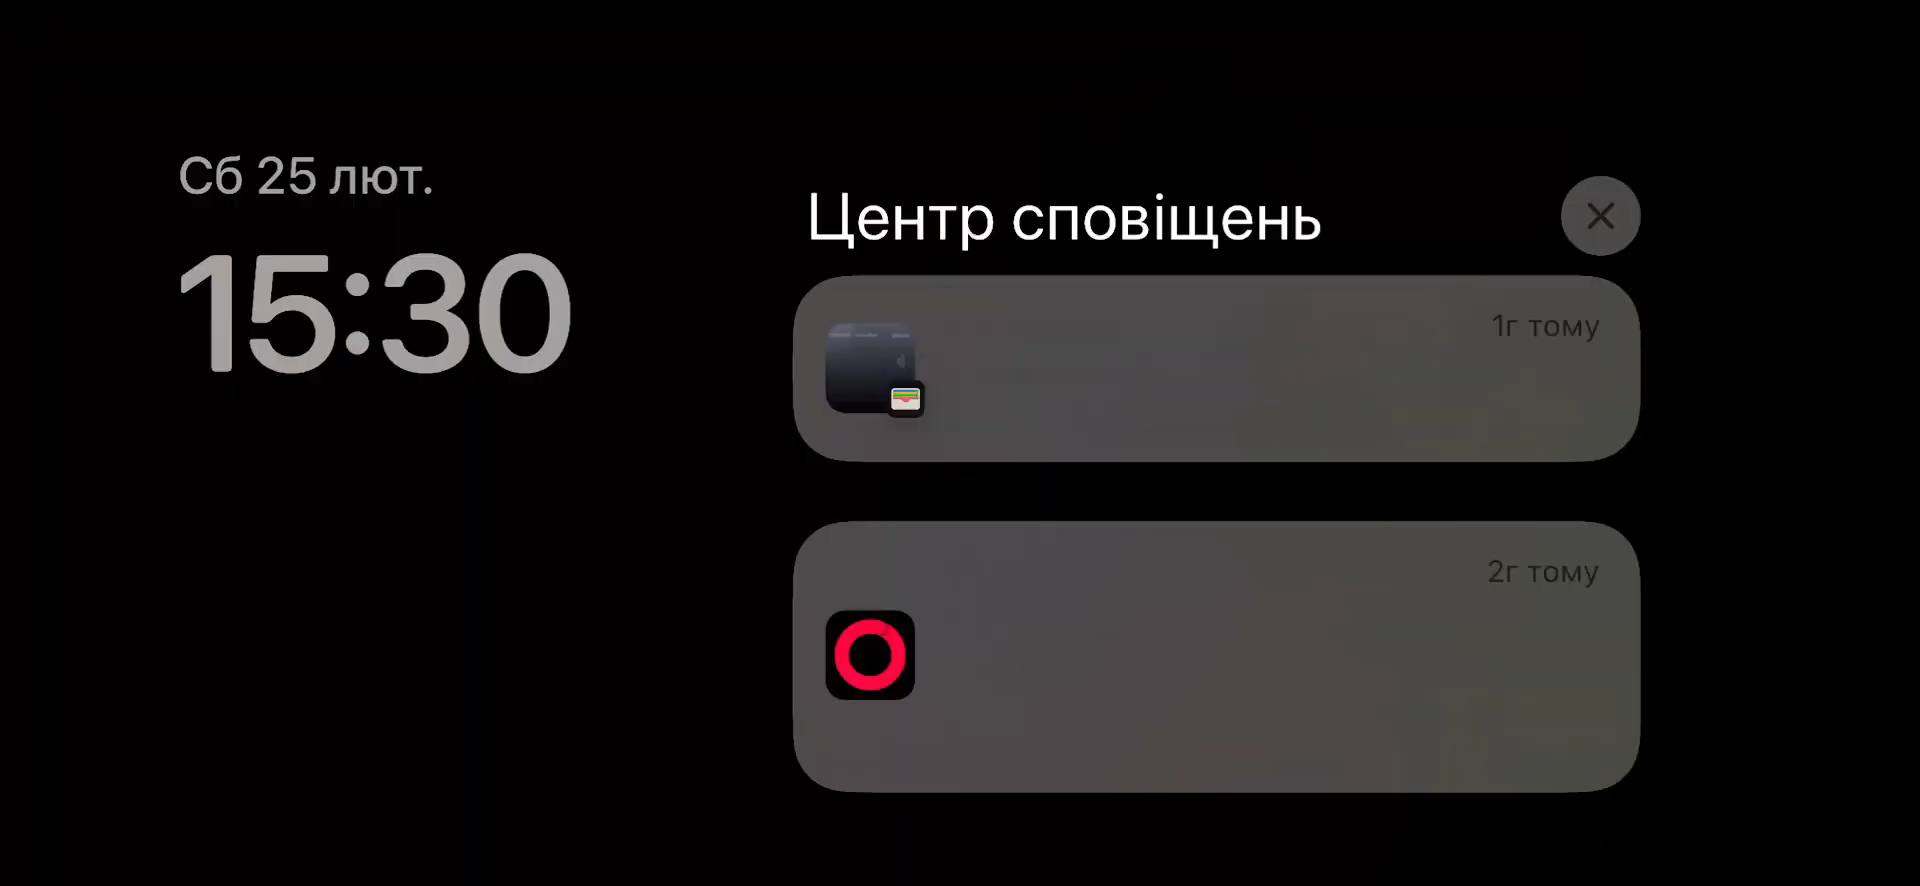 Сб 25 лют.
15:30
Центр сповіщень
1г тому
2г тому